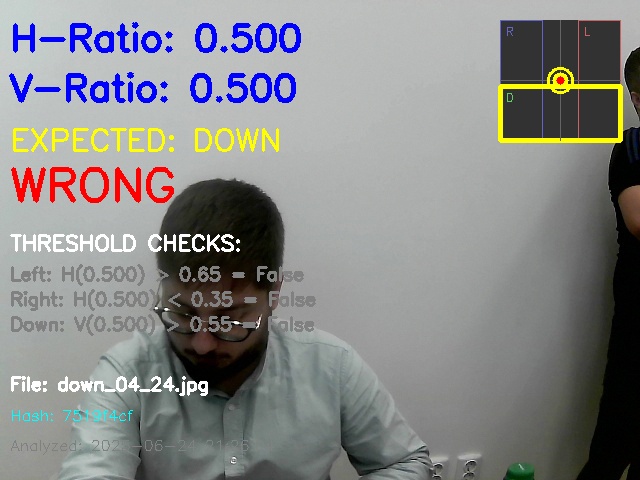 H-Ratio: 0.500
V-Ratio: 0.500
EXPECTED: DOWN
WRONG
THRESHOLD CHECKS:
Left: H(0.500) > 0.65 = False
Right: H(0.500) < 0.35 = False
Down: V(0.500) > 0.55 = False
File: down_04_24.jpg
Hash:
Analyzed:
R
L
D